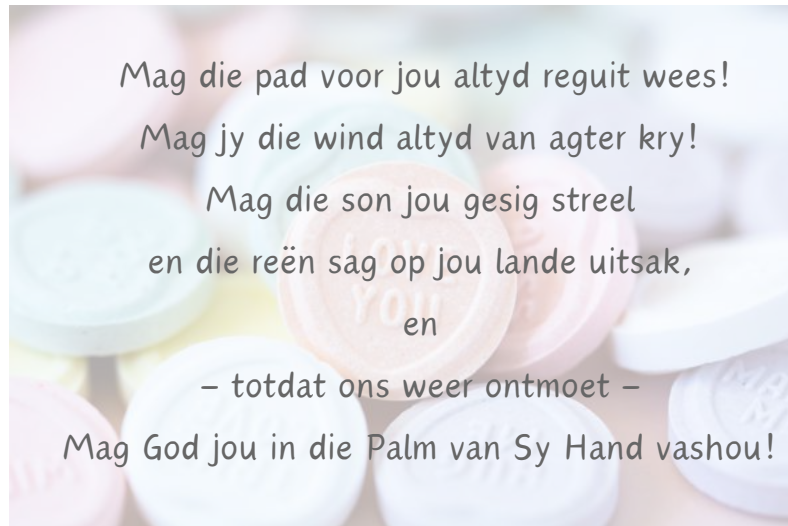 Mag die pad voor jou altyd reguit wees!
Mag jy die wind altyd van agter kry!
Mag die son jou gesig streel
en die reën sag op jou lande uitsak,
en
– totdat ons weer ontmoet –
Mag God jou in die Palm van Sy Hand vashou!
LOVE
YOU